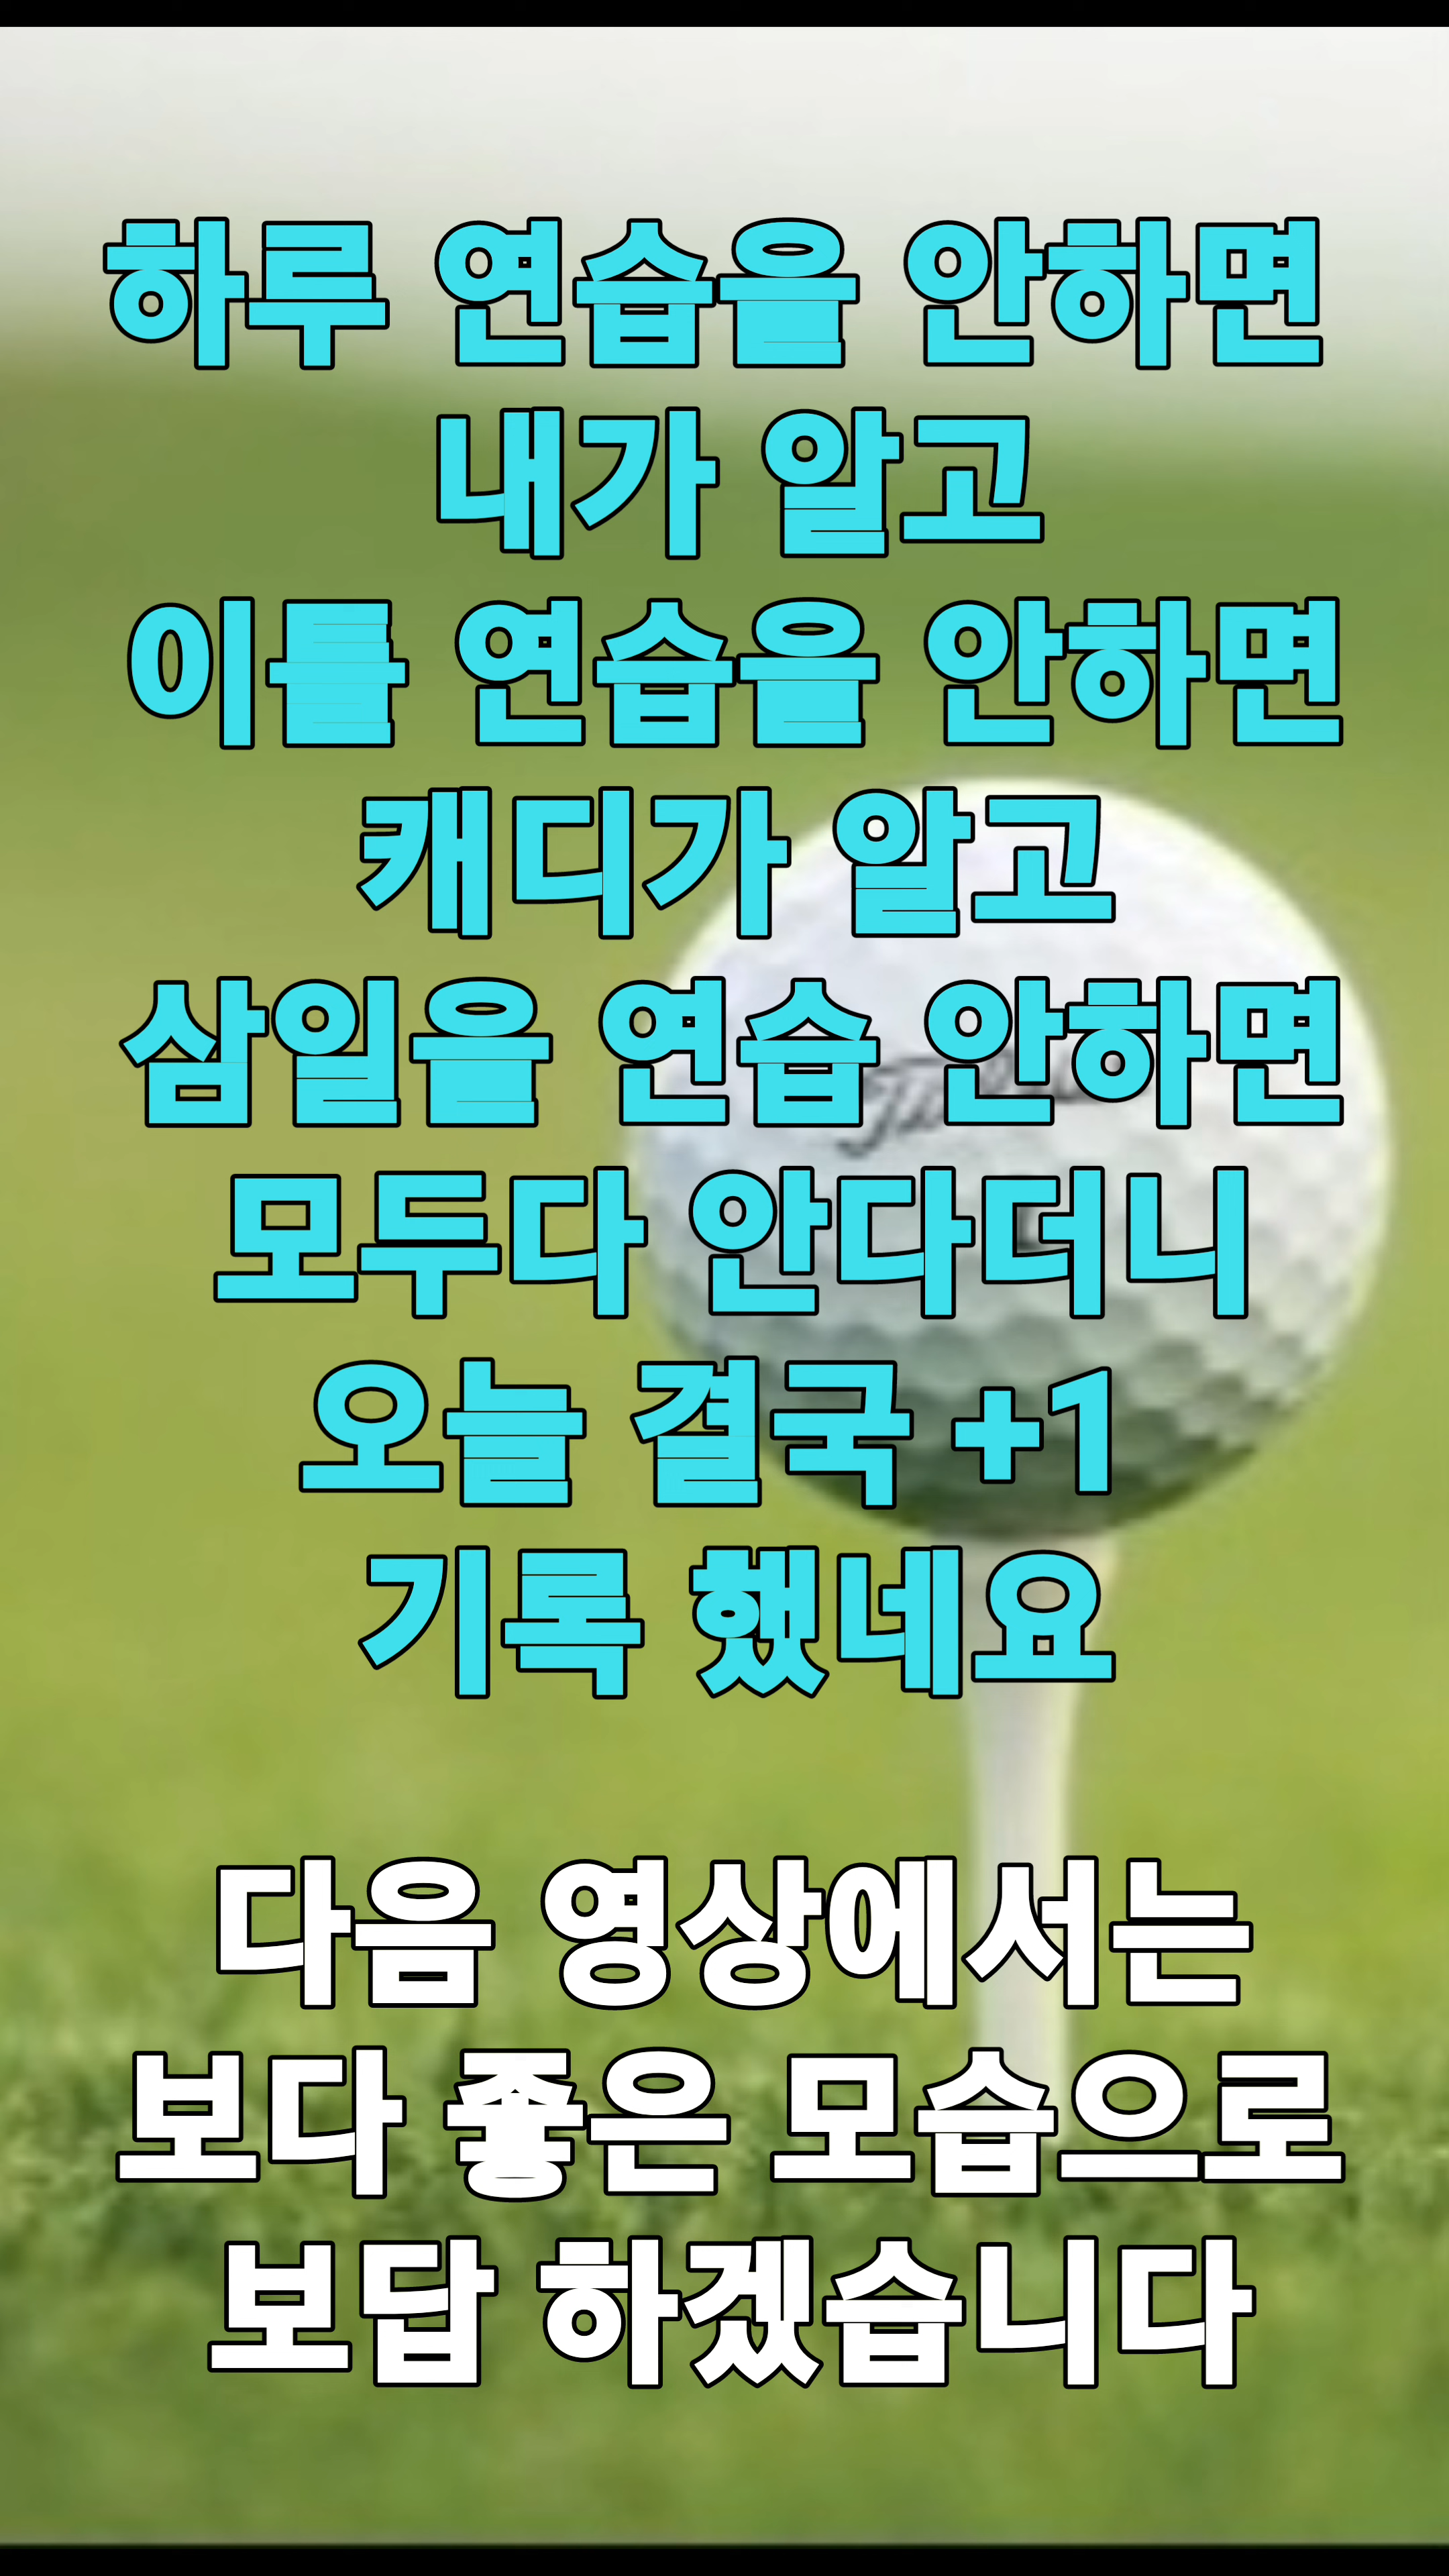 하루 연습을 안하면
내가 알고
이틀 연습을 안하면
캐디가 알고
삼일을 연습 안하면
모두다 안다더니
오늘 결국 +1
기록 했네요
다음 영상에서는
보다 좋은 모습으로
보답 하겠습니다